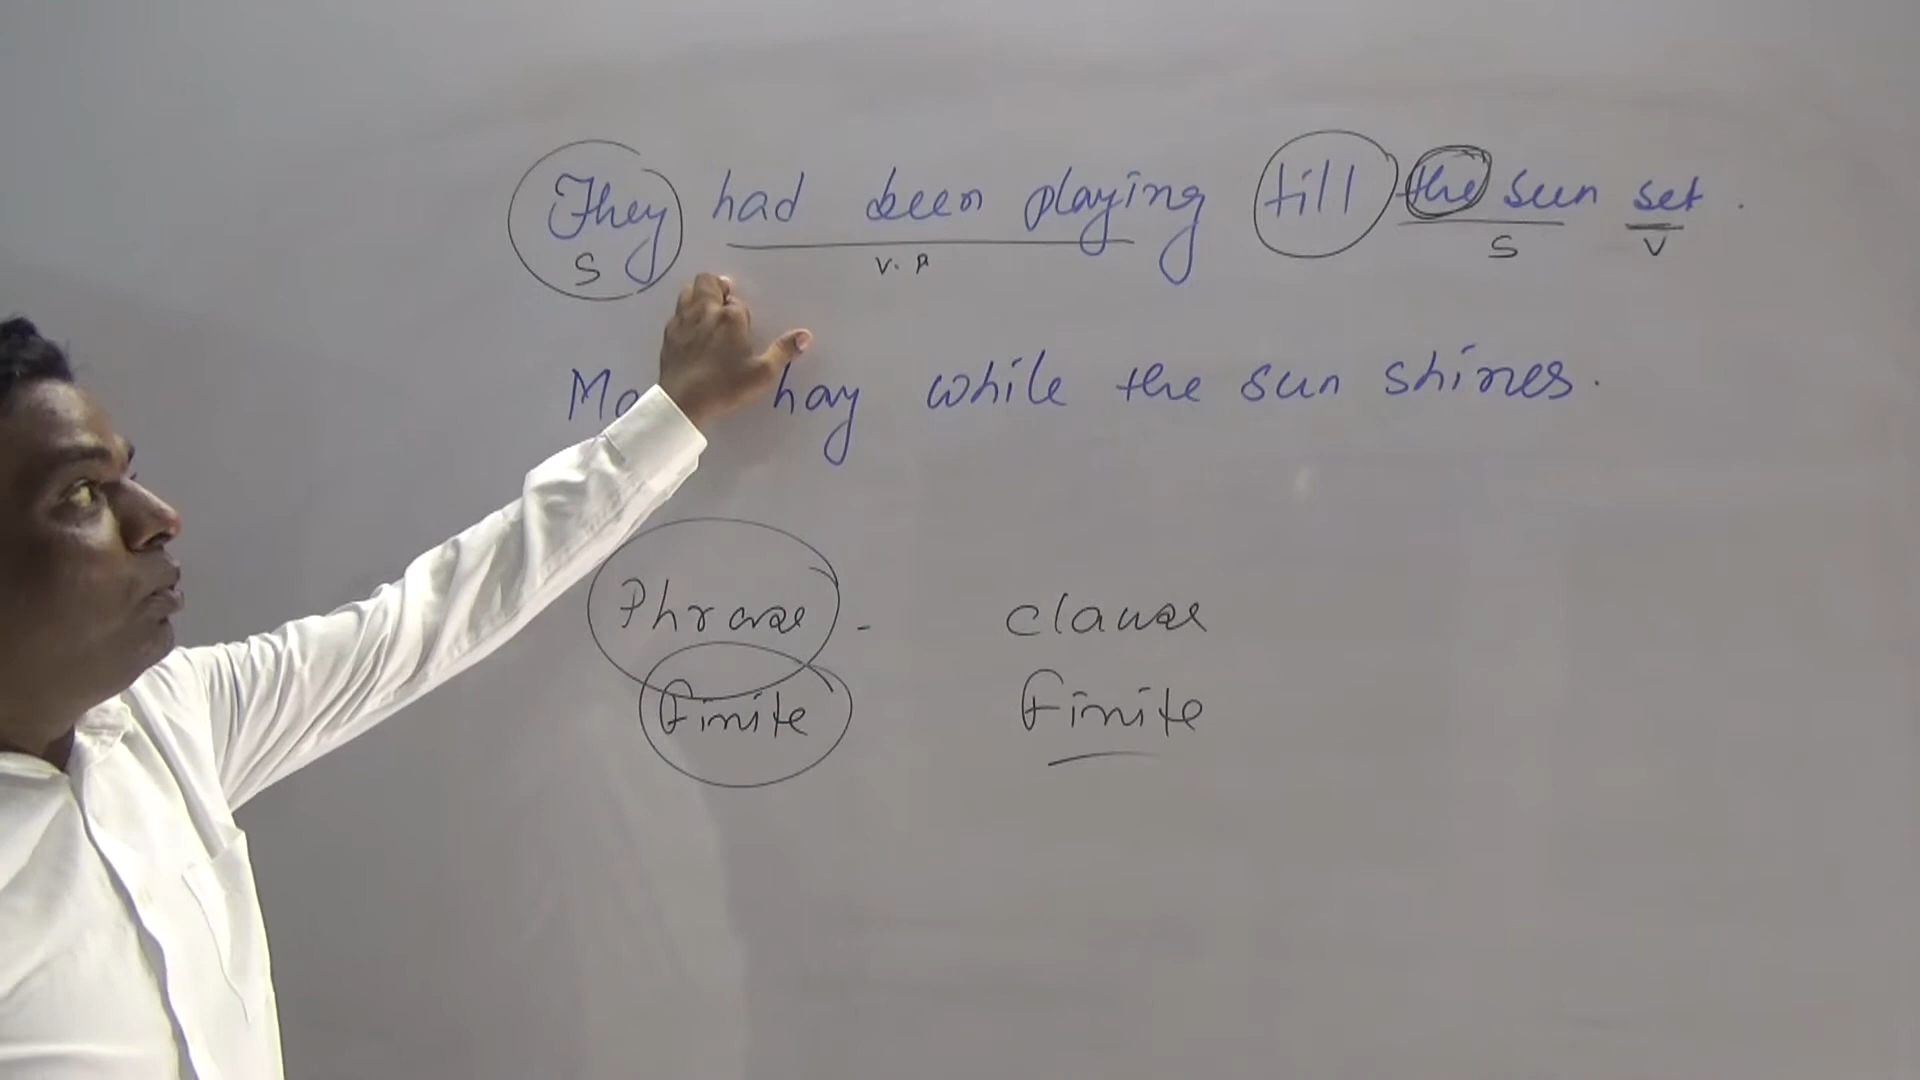 They had been playing till the sun set.
S V.P S V
hay while the sun shines.
Phrase - clause
Finite Finite